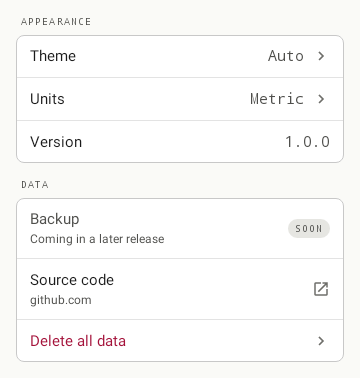 APPEARANCE
Theme Auto
Units Metric
Version 1.0.0
DATA
Backup SOON
Coming in a later release
Source code
github.com
Delete all data